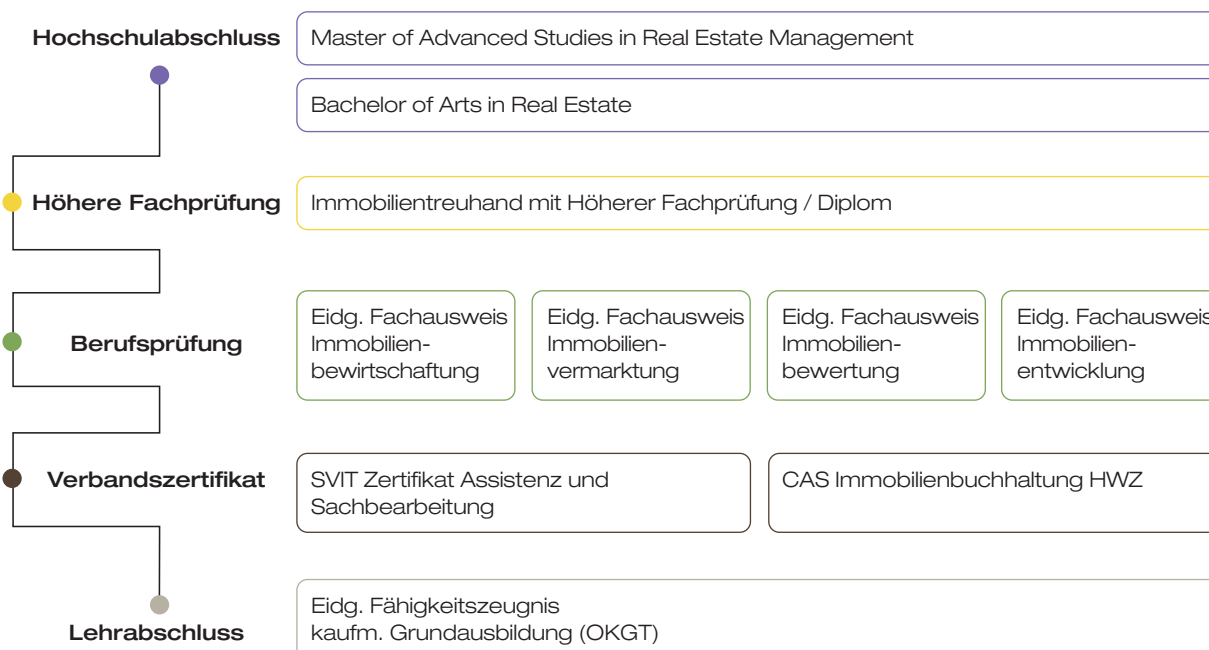 Hochschulabschluss
Master of Advanced Studies in Real Estate Management
Bachelor of Arts in Real Estate
Höhere Fachprüfung
Immobilientreuhand mit Höherer Fachprüfung / Diplom
Berufsprüfung
Eidg. Fachausweis
Immobilien-
bewirtschaftung
Eidg. Fachausweis
Immobilien-
vermarktung
Eidg. Fachausweis
Immobilien-
bewertung
Eidg. Fachausweis
Immobilien-
entwicklung
Verbandszertifikat
SVIT Zertifikat Assistenz und
Sachbearbeitung
CAS Immobilienbuchhaltung HWZ
Lehrabschluss
Eidg. Fähigkeitszeugnis
kaufm. Grundausbildung (OKGT)